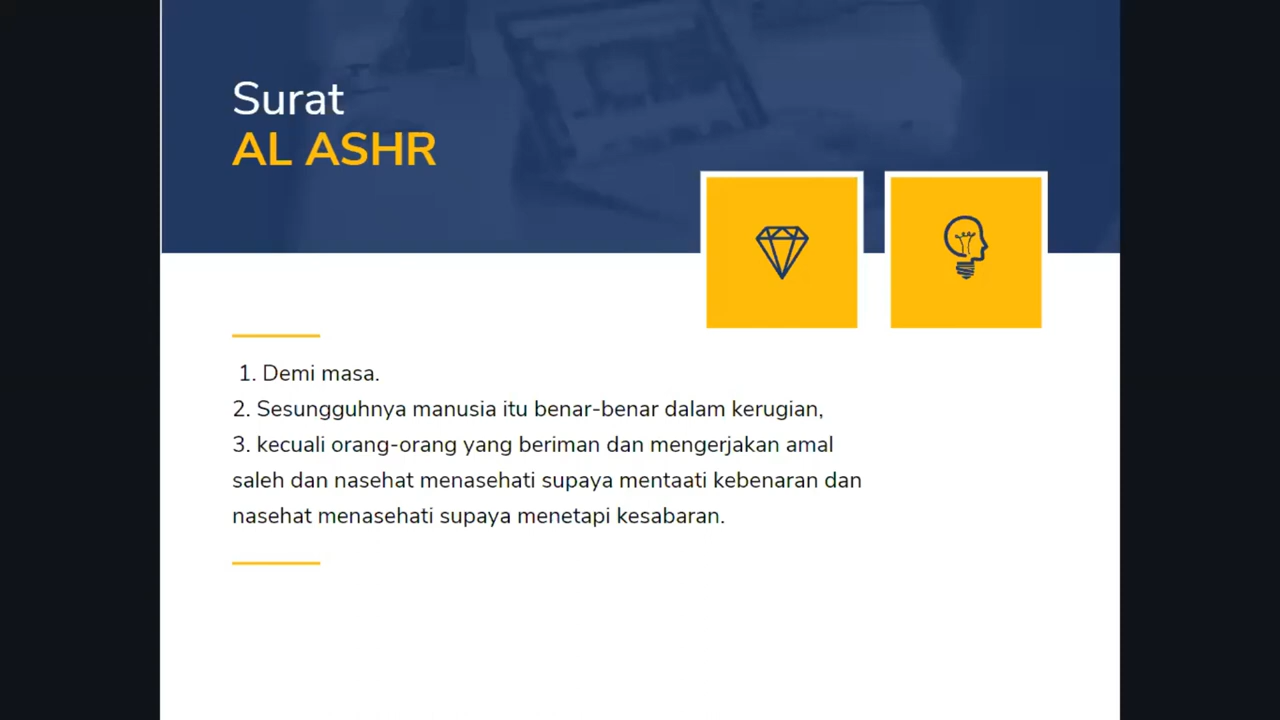 Surat
AL ASHR
1. Demi masa.
2. Sesungguhnya manusia itu benar-benar dalam kerugian,
3. kecuali orang-orang yang beriman dan mengerjakan amal
saleh dan nasehat menasehati supaya mentaati kebenaran dan
nasehat menasehati supaya menetapi kesabaran.